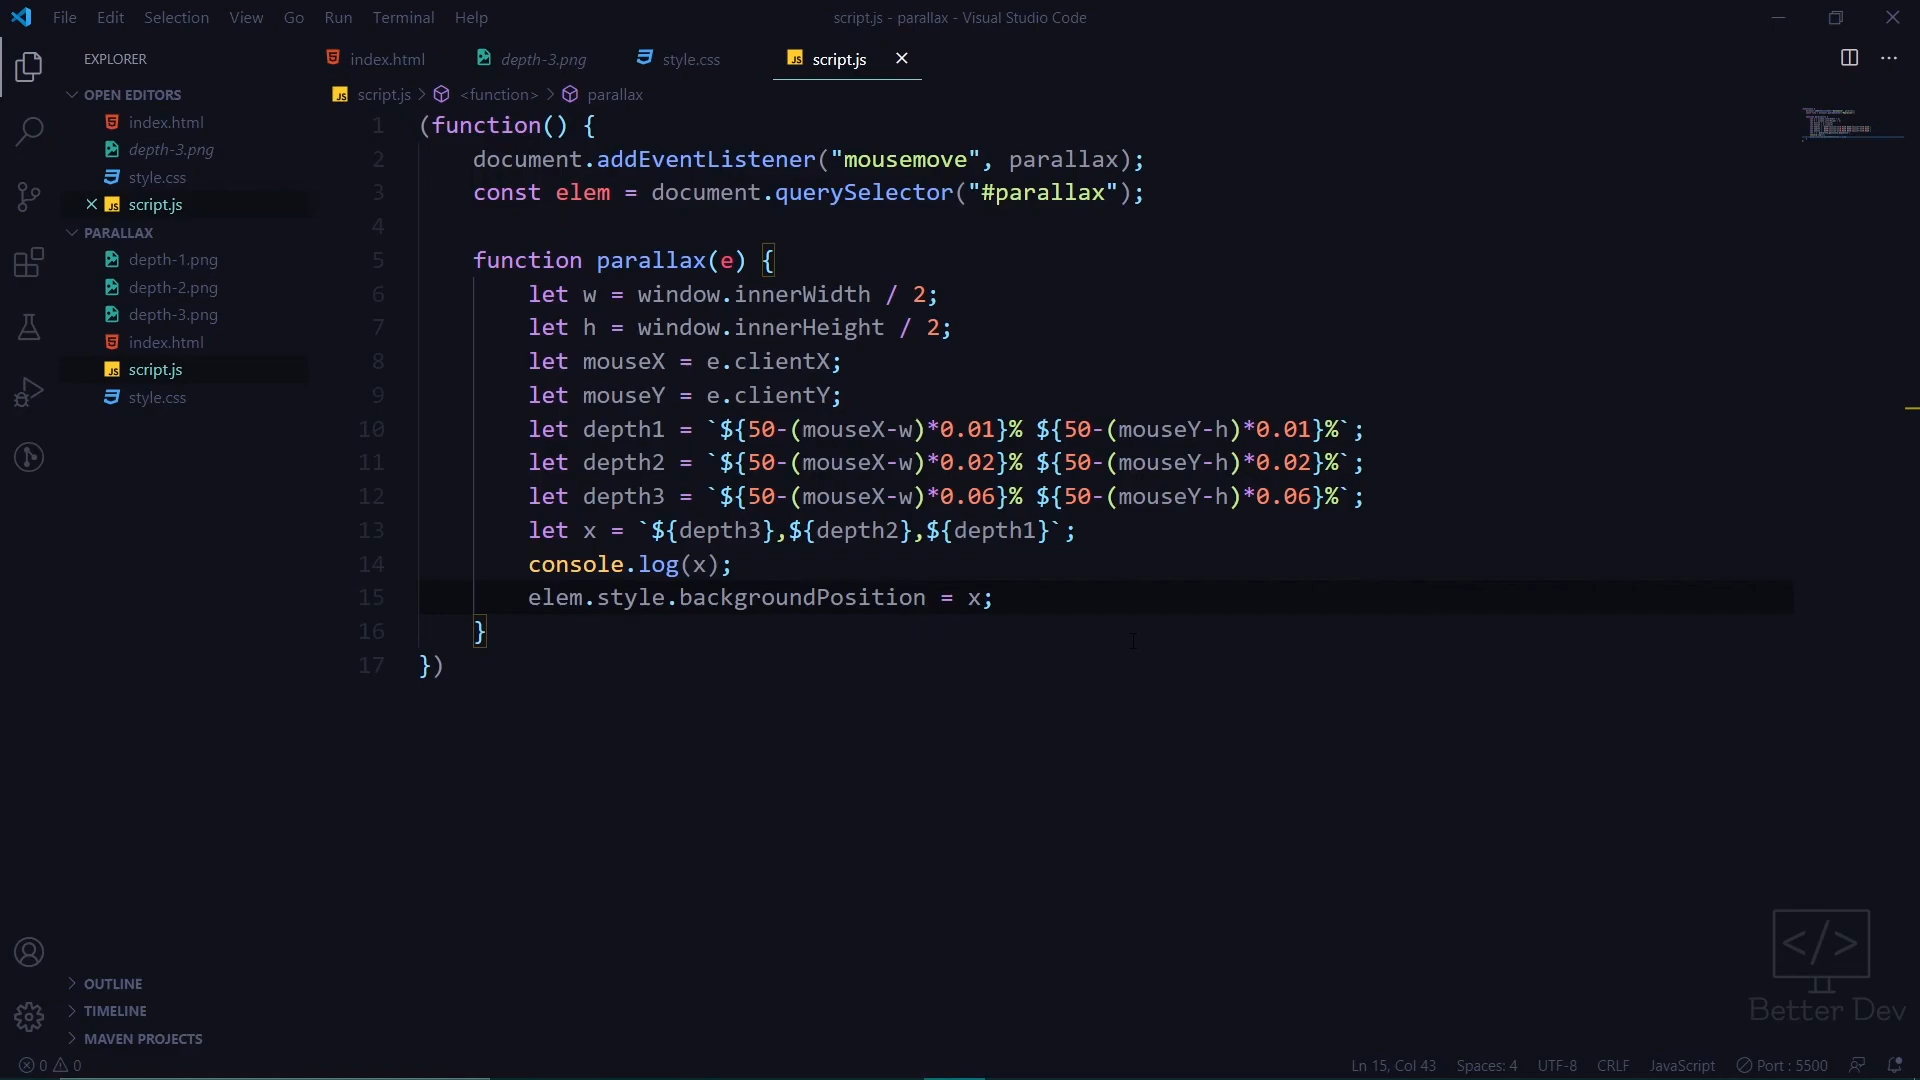 File Edit Selection View Go Run Terminal Help
script.js - parallax - Visual Studio Code
EXPLORER
OPEN EDITORS
index.html
depth-3.png
style.css
script.js
PARALLAX
depth-1.png
depth-2.png
depth-3.png
index.html
script.js
style.css
OUTLINE
TIMELINE
MAVEN PROJECTS
index.html depth-3.png style.css script.js
script.js > <function> > parallax
1 (function() {
2 document.addEventListener("mousemove", parallax);
3 const elem = document.querySelector("#parallax");
4
5 function parallax(e) {
6 let w = window.innerWidth / 2;
7 let h = window.innerHeight / 2;
8 let mouseX = e.clientX;
9 let mouseY = e.clientY;
10 let depth1 = `${50-(mouseX-w)*0.01}% ${50-(mouseY-h)*0.01}%`;
11 let depth2 = `${50-(mouseX-w)*0.02}% ${50-(mouseY-h)*0.02}%`;
12 let depth3 = `${50-(mouseX-w)*0.06}% ${50-(mouseY-h)*0.06}%`;
13 let x = `${depth3},${depth2},${depth1}`;
14 console.log(x);
15 elem.style.backgroundPosition = x;
16 }
17 })
</> Better Dev
0 0 Ln 15, Col 43 Spaces: 4 UTF-8 CRLF JavaScript Port : 5500